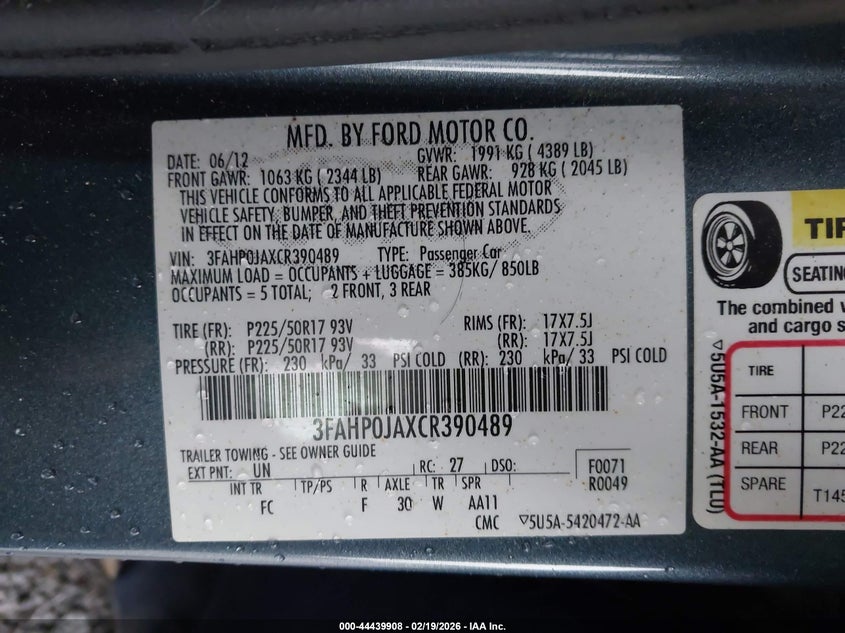 MFD. BY FORD MOTOR CO.
DATE: 06/12 GVWR: 1991 KG ( 4389 LB)
FRONT GAWR: 1063 KG ( 2344 LB) REAR GAWR: 928 KG ( 2045 LB)
THIS VEHICLE CONFORMS TO ALL APPLICABLE FEDERAL MOTOR
VEHICLE SAFETY, BUMPER, AND THEFT PREVENTION STANDARDS
IN EFFECT ON THE DATE OF MANUFACTURE SHOWN ABOVE.
VIN: 3FAHP0JAXCR390489 TYPE: Passenger Car
MAXIMUM LOAD = OCCUPANTS + LUGGAGE = 385KG/ 850LB
OCCUPANTS = 5 TOTAL; 2 FRONT, 3 REAR
TIRE (FR): P225/50R17 93V RIMS (FR): 17X7.5J
(RR): P225/50R17 93V (RR): 17X7.5J
PRESSURE (FR): 230 kPa/ 33 PSI COLD (RR): 230 kPa/ 33 PSI COLD
3FAHP0JAXCR390489
TRAILER TOWING - SEE OWNER GUIDE
EXT PNT: UN RC: 27 DSO: F0071
R0049
INT TR TP/PS R AXLE TR SPR
FC F 30 W AA11
CMC ▽5U5A-5420472-AA
TIR
SEATING
The combined
and cargo s
▽5U5A-1532-AA (TL0)
TIRE
FRONT P22
REAR P22
SPARE T145
000-44439908 - 02/19/2026 - IAA Inc.